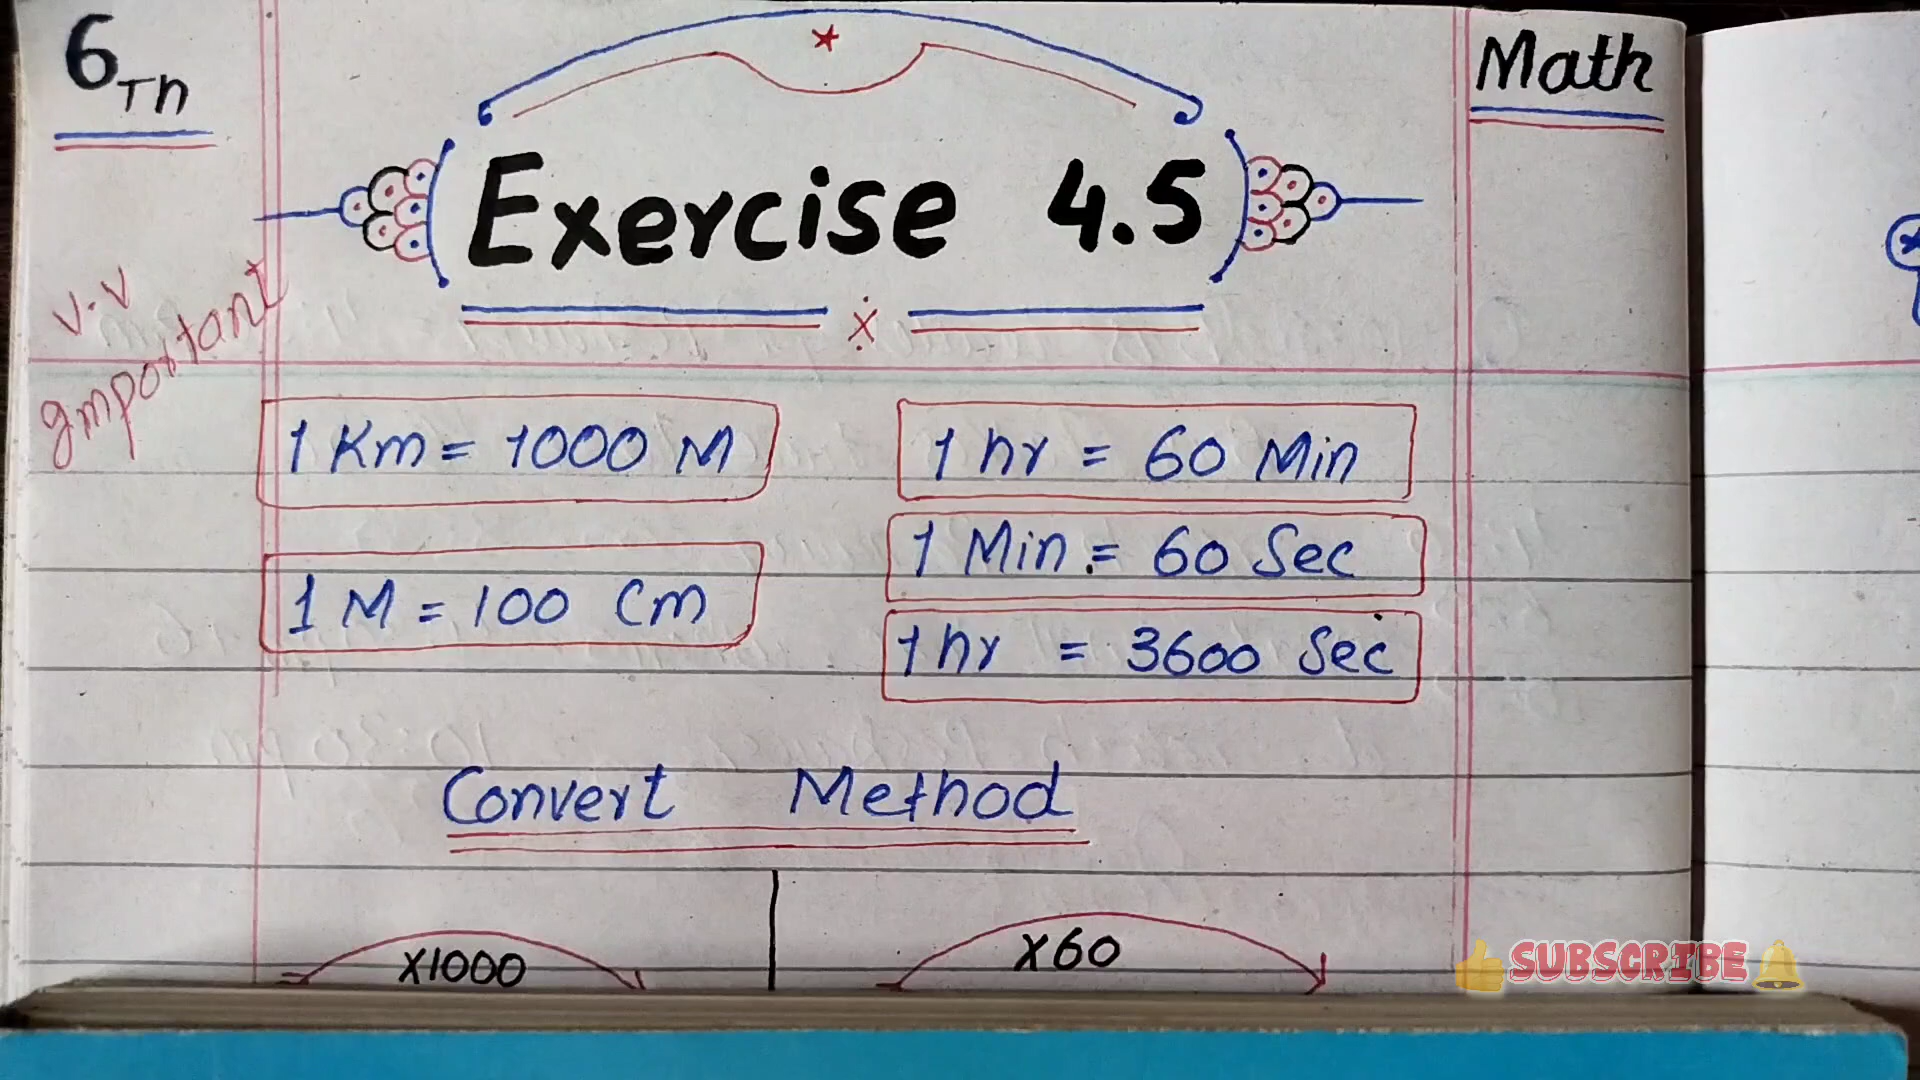 6Th
Math
Exercise 4.5
V.V
Important
1 Km = 1000 M
1 hr = 60 Min
1 Min = 60 Sec
1 M = 100 Cm
1 hr = 3600 Sec
Convert Method
X1000
X60
SUBSCRIBE